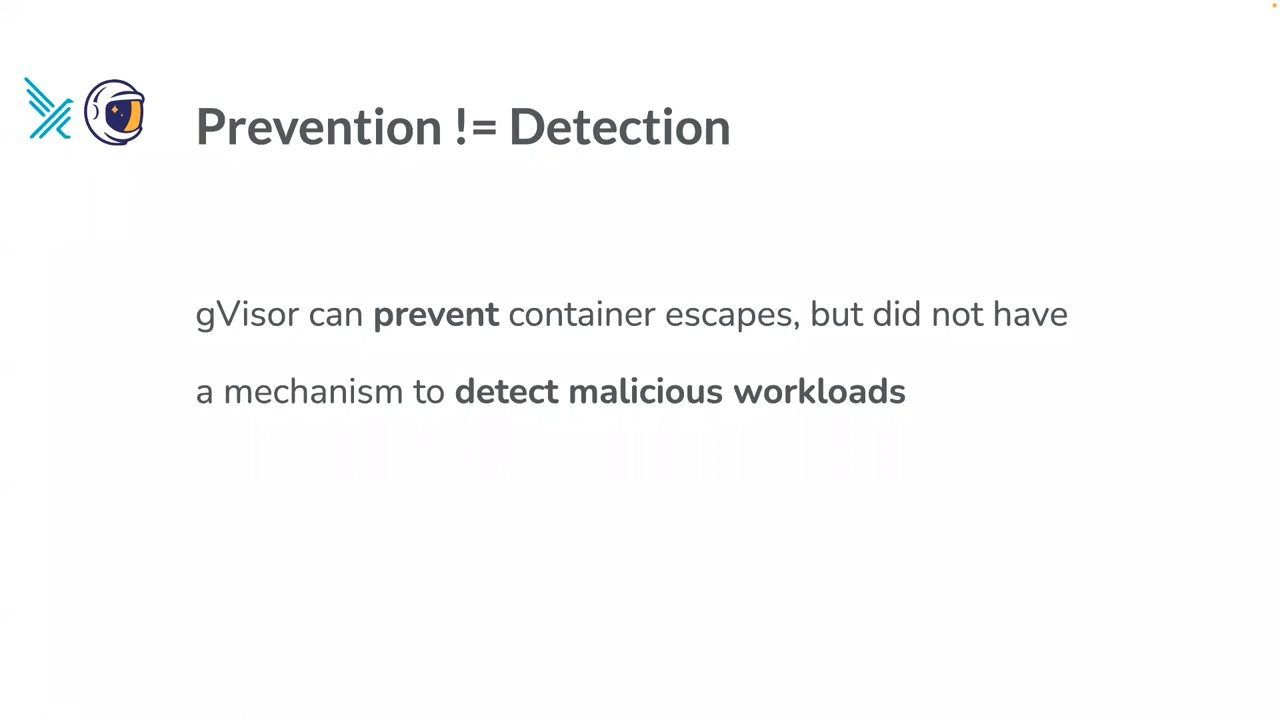 Prevention != Detection
gVisor can prevent container escapes, but did not have
a mechanism to detect malicious workloads